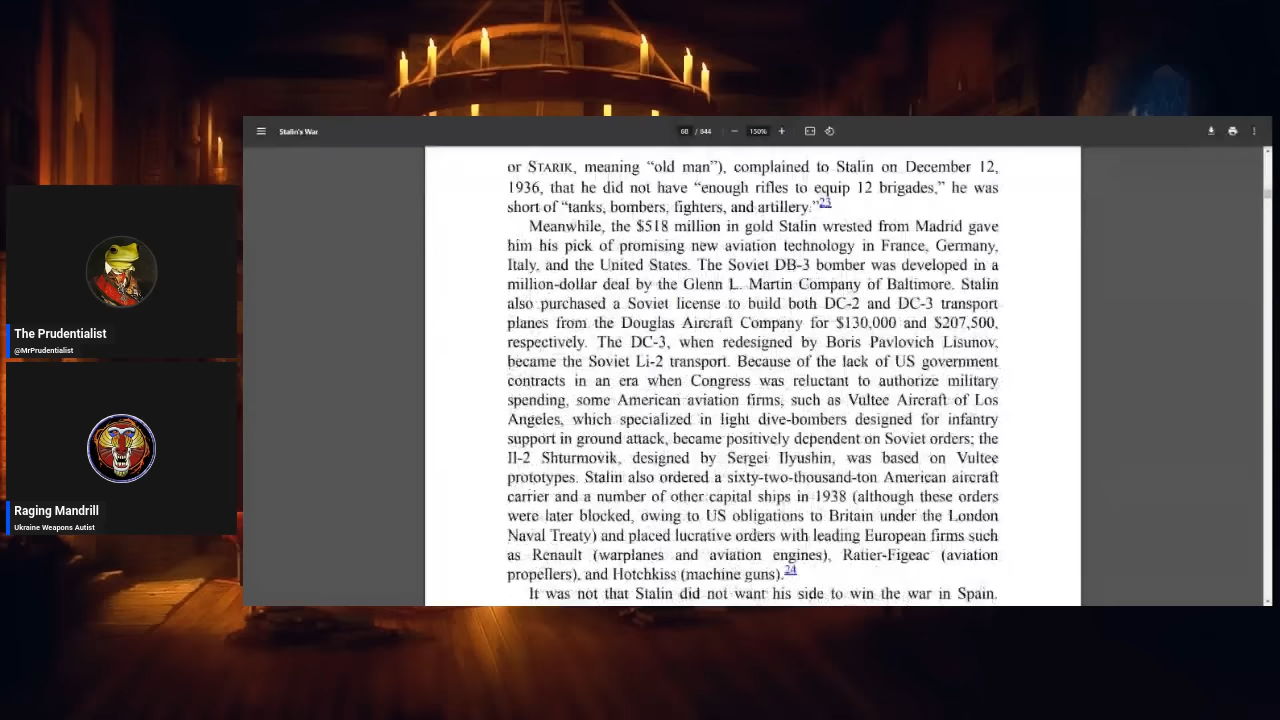 Stalin's War
68 / 844
150%
or STARIK, meaning “old man”), complained to Stalin on December 12,
1936, that he did not have “enough rifles to equip 12 brigades,” he was
short of “tanks, bombers, fighters, and artillery.”23
Meanwhile, the $518 million in gold Stalin wrested from Madrid gave
him his pick of promising new aviation technology in France, Germany,
Italy, and the United States. The Soviet DB-3 bomber was developed in a
million-dollar deal by the Glenn L. Martin Company of Baltimore. Stalin
also purchased a Soviet license to build both DC-2 and DC-3 transport
planes from the Douglas Aircraft Company for $130,000 and $207,500,
respectively. The DC-3, when redesigned by Boris Pavlovich Lisunov,
became the Soviet Li-2 transport. Because of the lack of US government
contracts in an era when Congress was reluctant to authorize military
spending, some American aviation firms, such as Vultee Aircraft of Los
Angeles, which specialized in light dive-bombers designed for infantry
support in ground attack, became positively dependent on Soviet orders; the
Il-2 Shturmovik, designed by Sergei Ilyushin, was based on Vultee
prototypes. Stalin also ordered a sixty-two-thousand-ton American aircraft
carrier and a number of other capital ships in 1938 (although these orders
were later blocked, owing to US obligations to Britain under the London
Naval Treaty) and placed lucrative orders with leading European firms such
as Renault (warplanes and aviation engines), Ratier-Figeac (aviation
propellers), and Hotchkiss (machine guns).24
It was not that Stalin did not want his side to win the war in Spain.
The Prudentialist
@MrPrudentialist
Raging Mandrill
Ukraine Weapons Autist